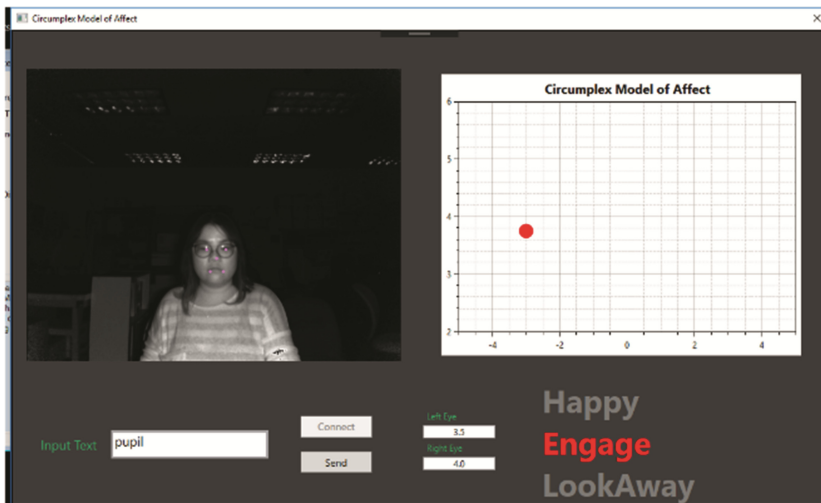 Circumplex Model of Affect
Circumplex Model of Affect
6
5
4
3
2
-4 -2 0 2 4
Input Text
pupil
Connect
Send
Left Eye
3.5
Right Eye
4.0
Happy
Engage
LookAway